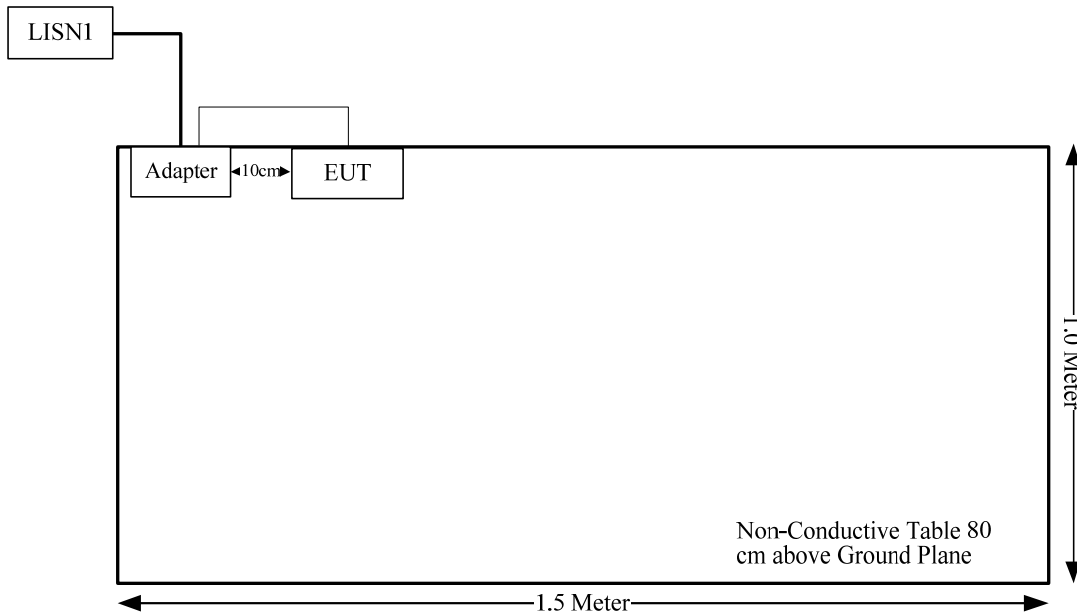 LISN1
Adapter
10cm
EUT
1.0 Meter
Non-Conductive Table 80
cm above Ground Plane
1.5 Meter